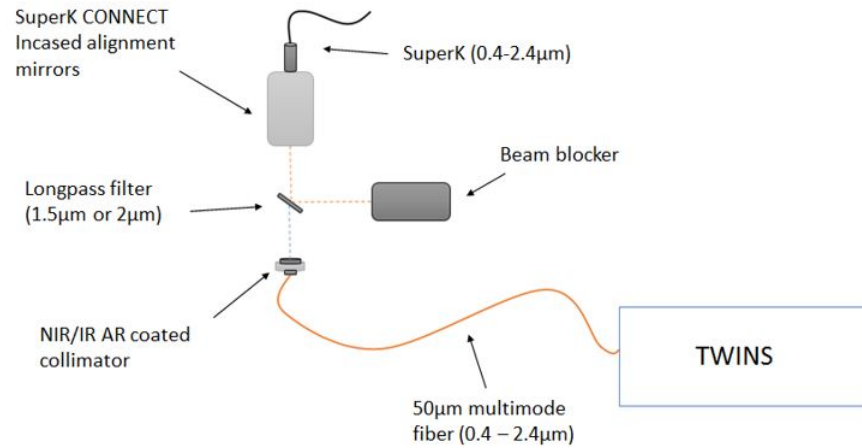 SuperK CONNECT
Incased alignment
mirrors
SuperK (0.4-2.4µm)
Beam blocker
Longpass filter
(1.5µm or 2µm)
NIR/IR AR coated
collimator
TWINS
50µm multimode
fiber (0.4 – 2.4µm)